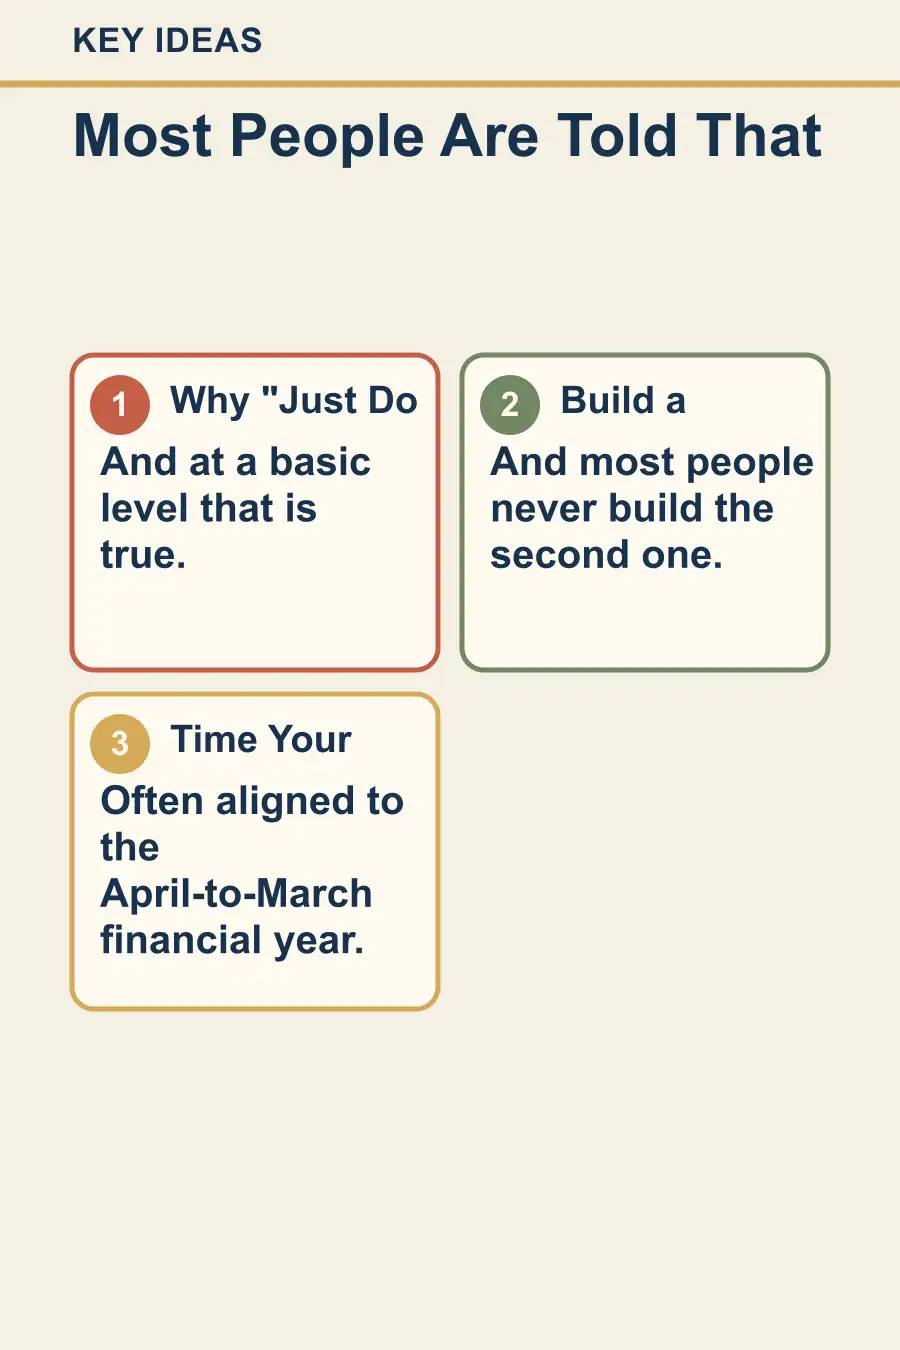 KEY IDEAS
Most People Are Told That
1
Why "Just Do
And at a basic
level that is
true.
2
Build a
And most people
never build the
second one.
3
Time Your
Often aligned to
the
April-to-March
financial year.